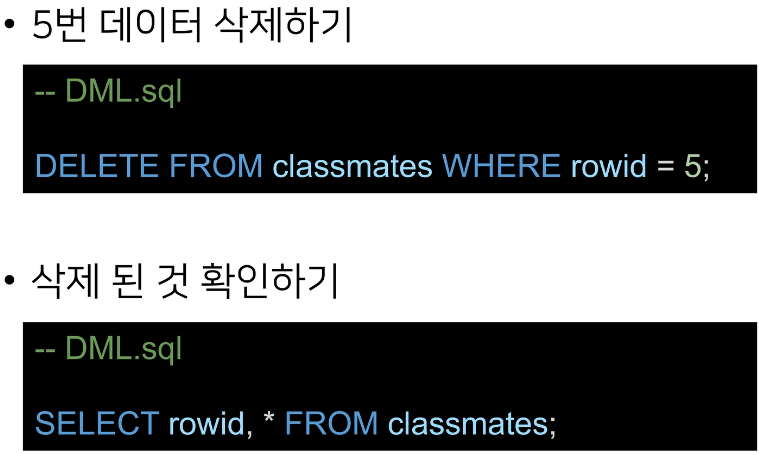 • 5번 데이터 삭제하기
-- DML.sql
DELETE FROM classmates WHERE rowid = 5;
• 삭제 된 것 확인하기
-- DML.sql
SELECT rowid, * FROM classmates;